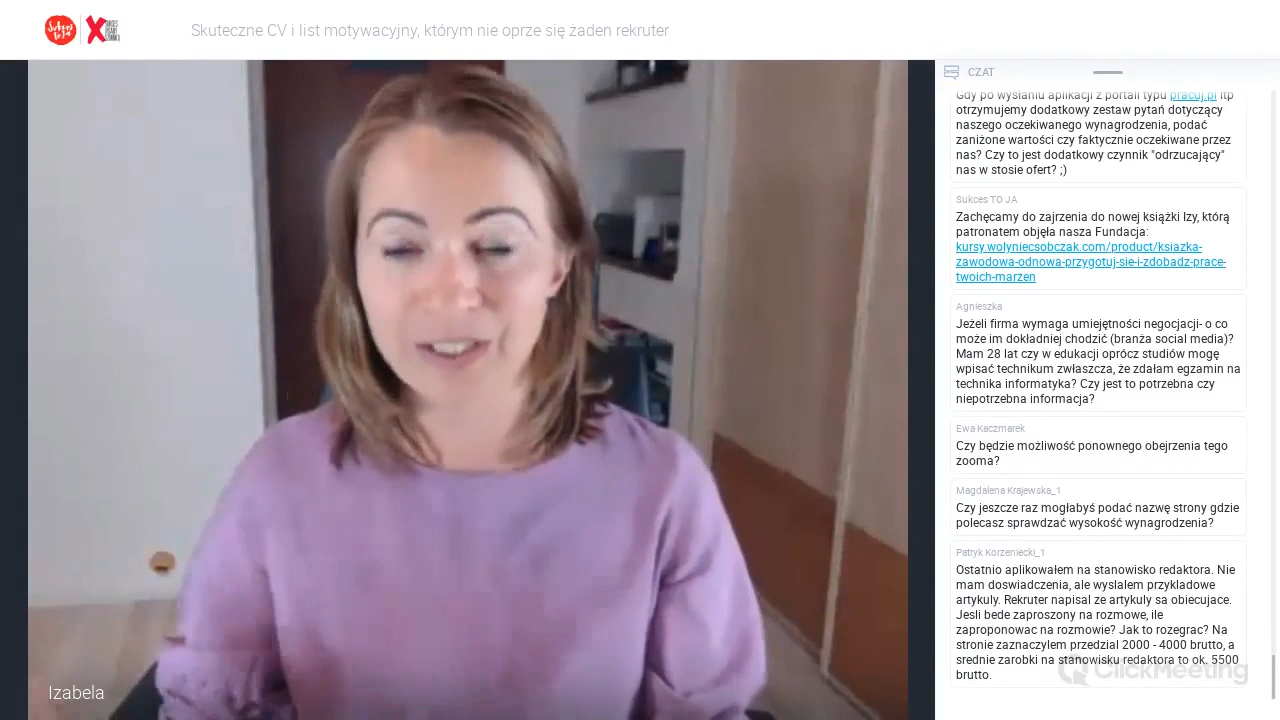 Sukces
to Ja
Skuteczne CV i list motywacyjny, którym nie oprze się żaden rekruter
CZAT
Gdy po wysłaniu aplikacji z portali typu pracuj.pl itp
otrzymujemy dodatkowy zestaw pytań dotyczący
naszego oczekiwanego wynagrodzenia, podać
zaniżone wartości czy faktycznie oczekiwane przez
nas? Czy to jest dodatkowy czynnik "odrzucający"
nas w stosie ofert? ;)
Sukces TO JA
Zachęcamy do zajrzenia do nowej książki Izy, którą
patronatem objęła nasza Fundacja:
kursy.wolyniecsobczak.com/product/ksiazka-
zawodowa-odnowa-przygotuj-sie-i-zdobadz-prace-
twoich-marzen
Agnieszka
Jeżeli firma wymaga umiejętności negocjacji- o co
może im dokładniej chodzić (branża social media)?
Mam 28 lat czy w edukacji oprócz studiów mogę
wpisać technikum zwłaszcza, że zdałam egzamin na
technika informatyka? Czy jest to potrzebna czy
niepotrzebna informacja?
Ewa Kaczmarek
Czy będzie możliwość ponownego obejrzenia tego
zooma?
Magdalena Krajewska_1
Czy jeszcze raz mogłabyś podać nazwę strony gdzie
polecasz sprawdzać wysokość wynagrodzenia?
Patryk Korzeniecki_1
Ostatnio aplikowałem na stanowisko redaktora. Nie
mam doswiadczenia, ale wyslalem przykladowe
artykuly. Rekruter napisal ze artykuly sa obiecujace.
Jesli bede zaproszony na rozmowe, ile
zaproponowac na rozmowie? Jak to rozegrac? Na
stronie zaznaczylem przedzial 2000 - 4000 brutto, a
srednie zarobki na stanowisku redaktora to ok. 5500
brutto.
ClickMeeting
Izabela